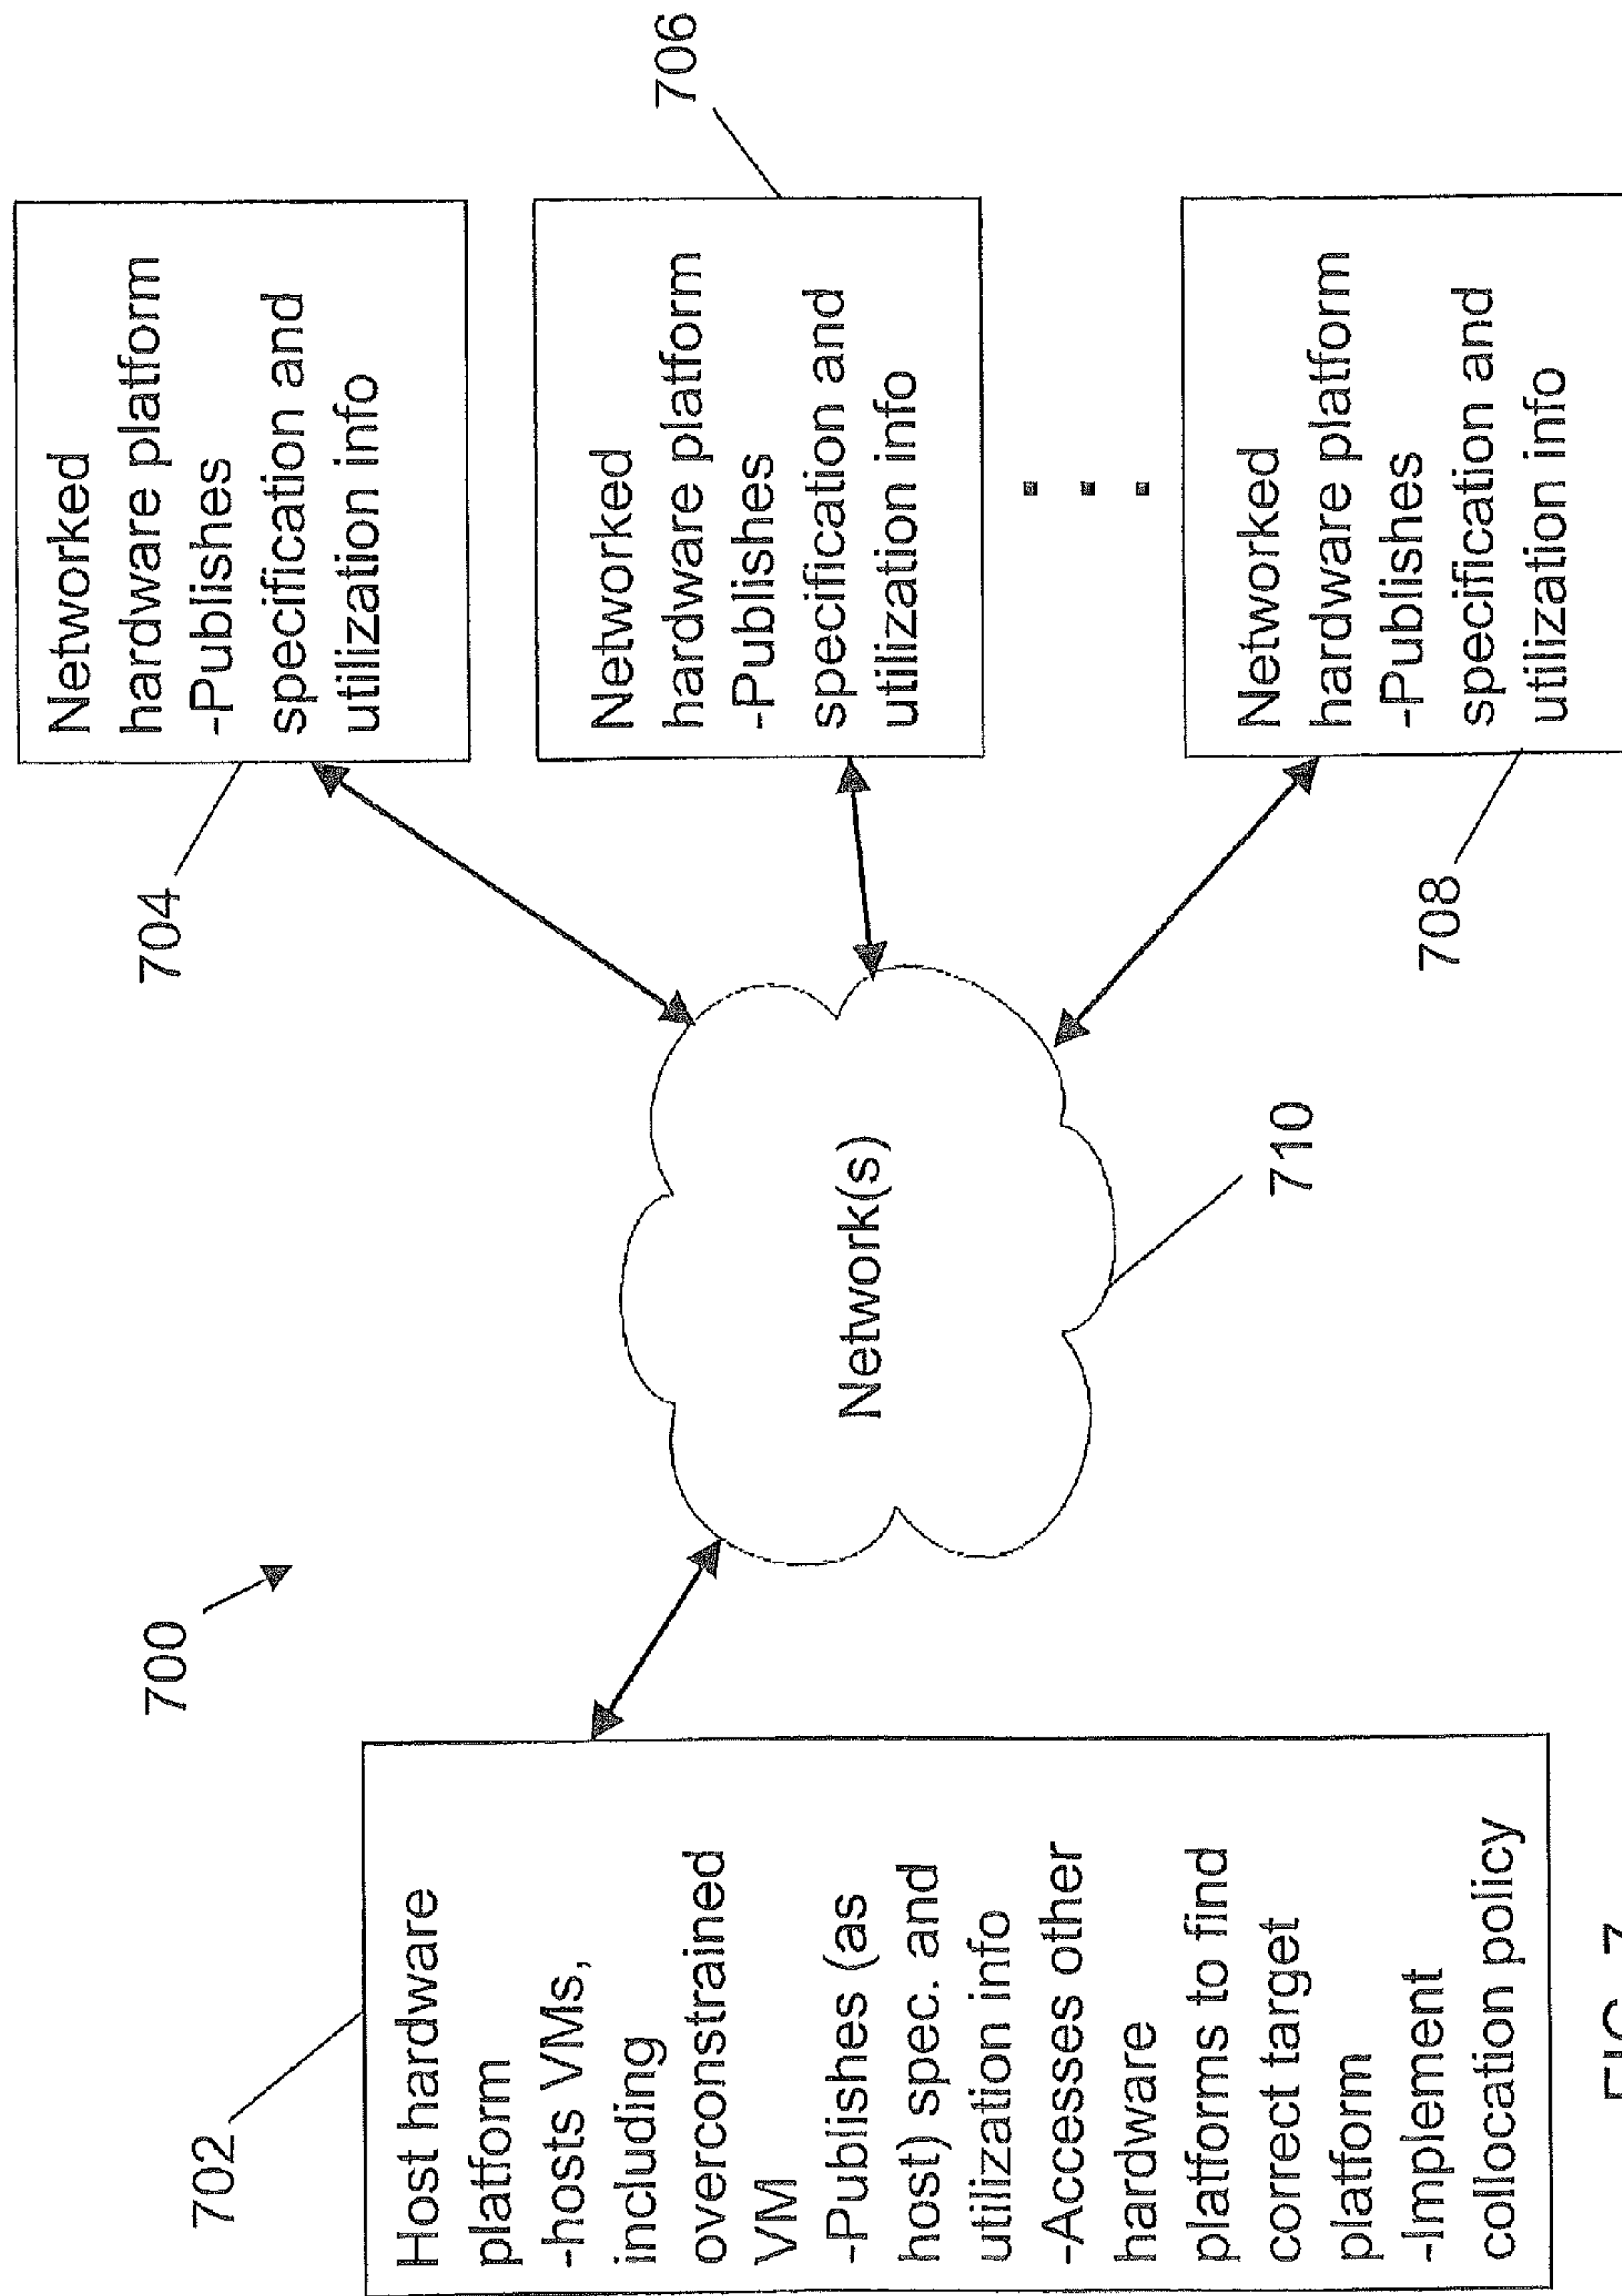 700
702
Host hardware
platform
-hosts VMs,
including
overconstrained
VM
-Publishes (as
host) spec. and
utilization info
-Accesses other
hardware
platforms to find
correct target
platform
-Implement
collocation policy
Network(s)
710
704
Networked
hardware platform
-Publishes
specification and
utilization info
706
Networked
hardware platform
-Publishes
specification and
utilization info
708
Networked
hardware platform
-Publishes
specification and
utilization info
FIG. 7